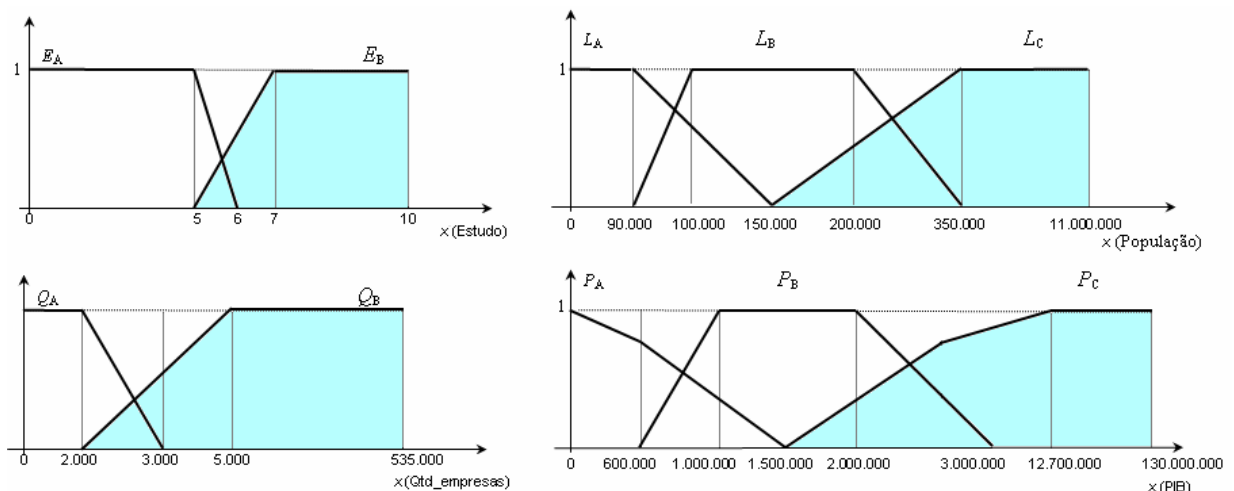 E_A E_B
1
0 5 6 7 10
x (Estudo)
L_A L_B L_C
1
0 90.000 100.000 150.000 200.000 350.000 11.000.000
x (População)
Q_A Q_B
1
0 2.000 3.000 5.000 535.000
x (Qtd_empresas)
P_A P_B P_C
1
0 600.000 1.000.000 1.500.000 2.000.000 3.000.000 12.700.000 130.000.000
x (PIB)